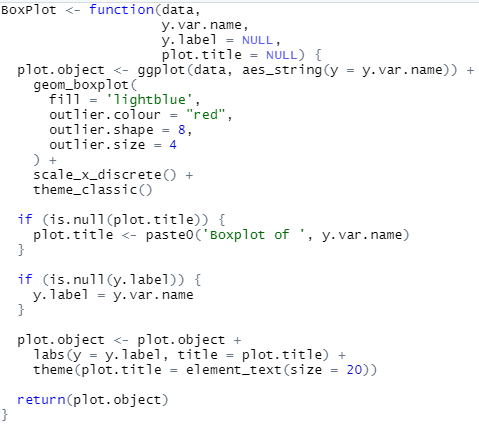 BoxPlot <- function(data,
                    y.var.name,
                    y.label = NULL,
                    plot.title = NULL) {
  plot.object <- ggplot(data, aes_string(y = y.var.name)) +
    geom_boxplot(
      fill = 'lightblue',
      outlier.colour = "red",
      outlier.shape = 8,
      outlier.size = 4
    ) +
    scale_x_discrete() +
    theme_classic()

  if (is.null(plot.title)) {
    plot.title <- paste0('Boxplot of ', y.var.name)
  }

  if (is.null(y.label)) {
    y.label = y.var.name
  }

  plot.object <- plot.object +
    labs(y = y.label, title = plot.title) +
    theme(plot.title = element_text(size = 20))

  return(plot.object)
}